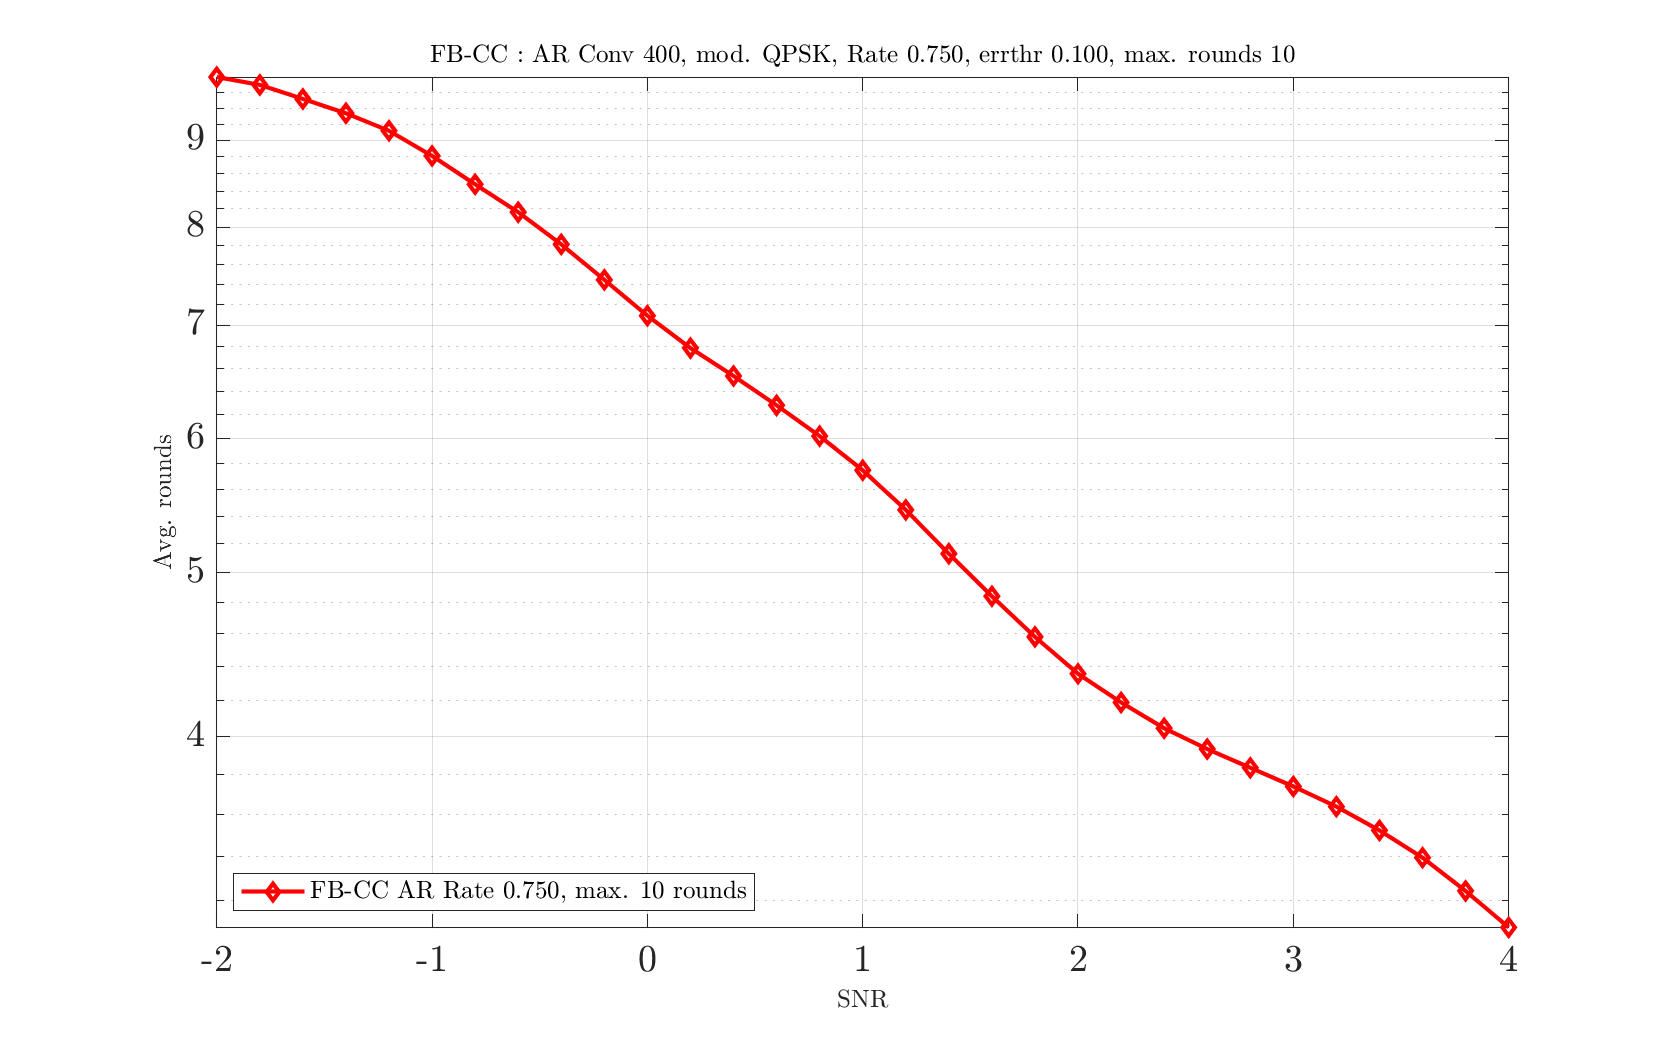 FB-CC : AR Conv 400, mod. QPSK, Rate 0.750, errthr 0.100, max. rounds 10
9
8
7
6
5
4
Avg. rounds
FB-CC AR Rate 0.750, max. 10 rounds
-2 -1 0 1 2 3 4
SNR